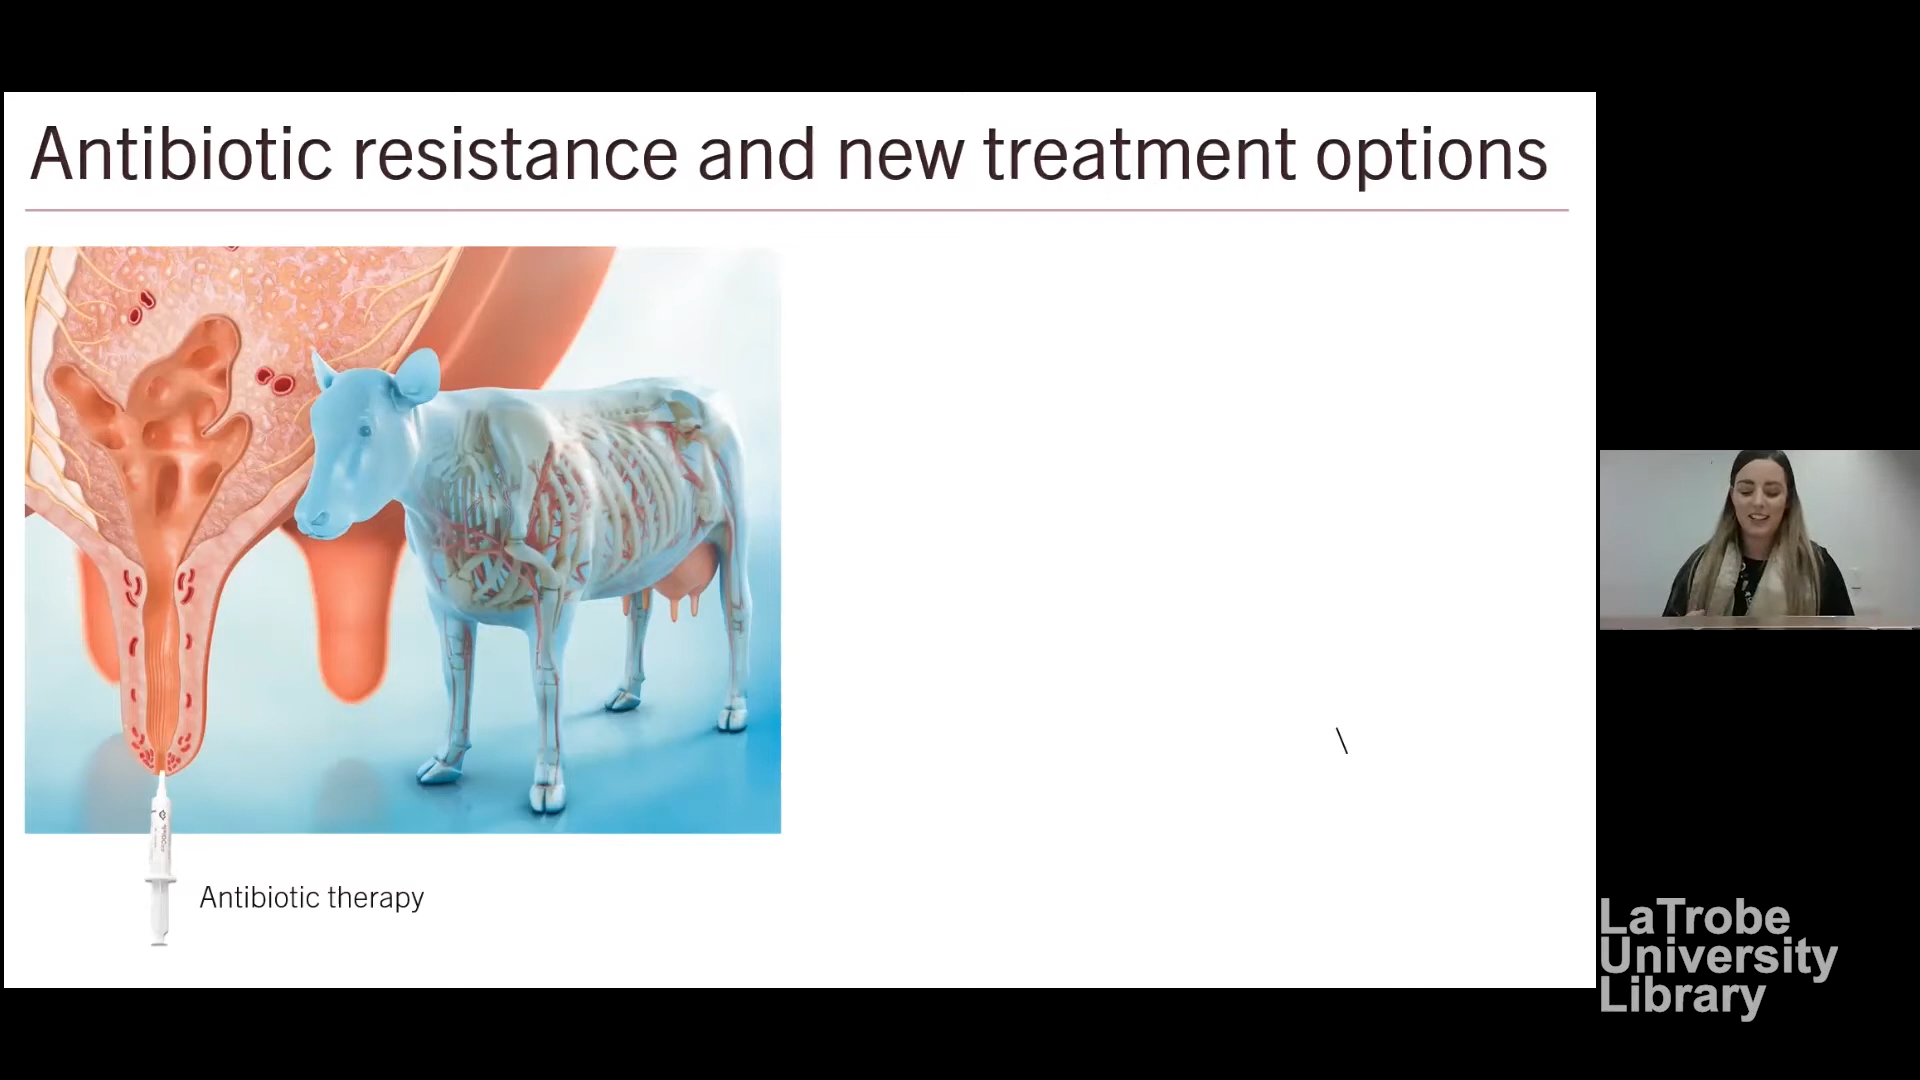 Antibiotic resistance and new treatment options
\
Antibiotic therapy
LaTrobe
University
Library